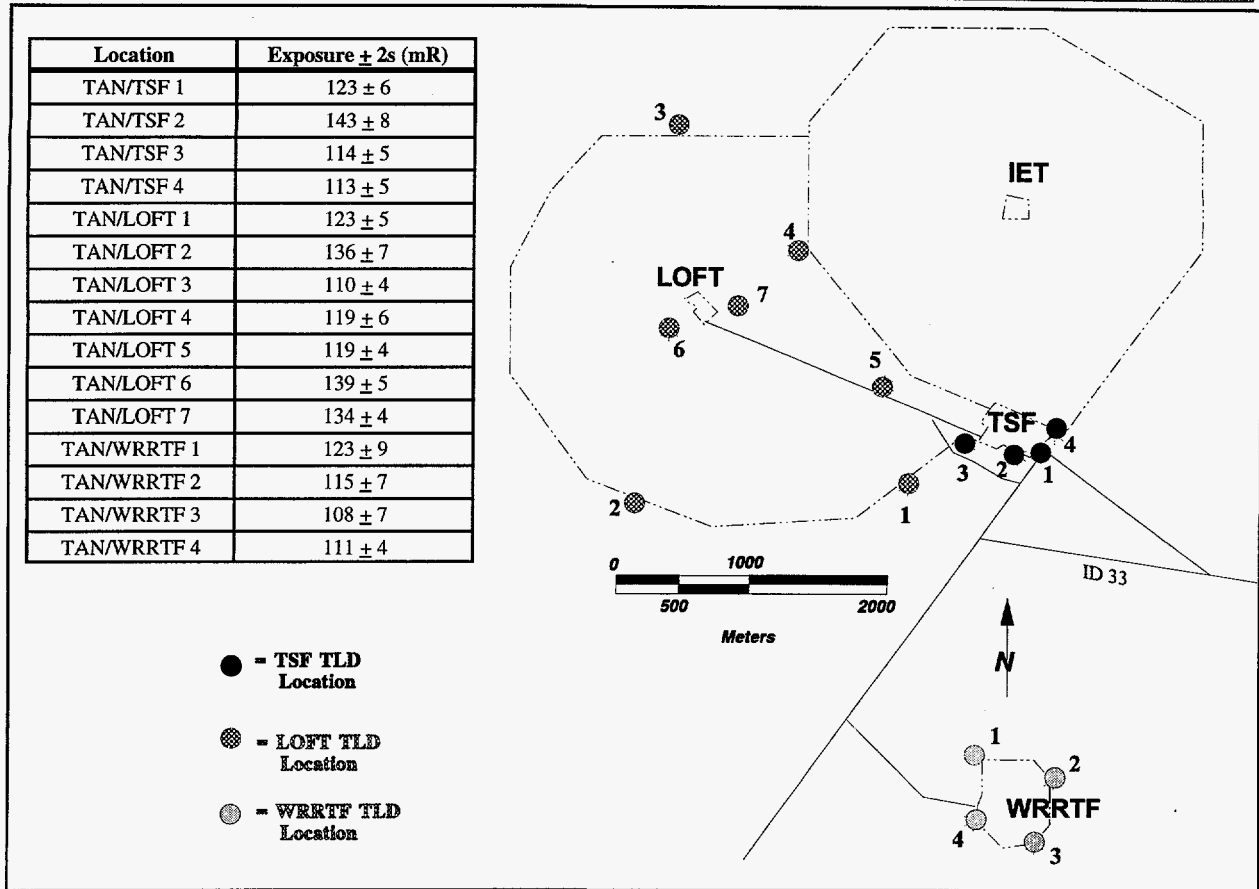 Location Exposure ± 2s (mR)
TAN/TSF 1 123 ± 6
TAN/TSF 2 143 ± 8
TAN/TSF 3 114 ± 5
TAN/TSF 4 113 ± 5
TAN/LOFT 1 123 ± 5
TAN/LOFT 2 136 ± 7
TAN/LOFT 3 110 ± 4
TAN/LOFT 4 119 ± 6
TAN/LOFT 5 119 ± 4
TAN/LOFT 6 139 ± 5
TAN/LOFT 7 134 ± 4
TAN/WRRTF 1 123 ± 9
TAN/WRRTF 2 115 ± 7
TAN/WRRTF 3 108 ± 7
TAN/WRRTF 4 111 ± 4
= TSF TLD
Location
= LOFT TLD
Location
= WRRTF TLD
Location
3
IET
4
LOFT
7
6
5
TSF
4
3
2
1
2
1
0 1000
500 2000
Meters
ID 33
N
1
2
WRRTF
4
3